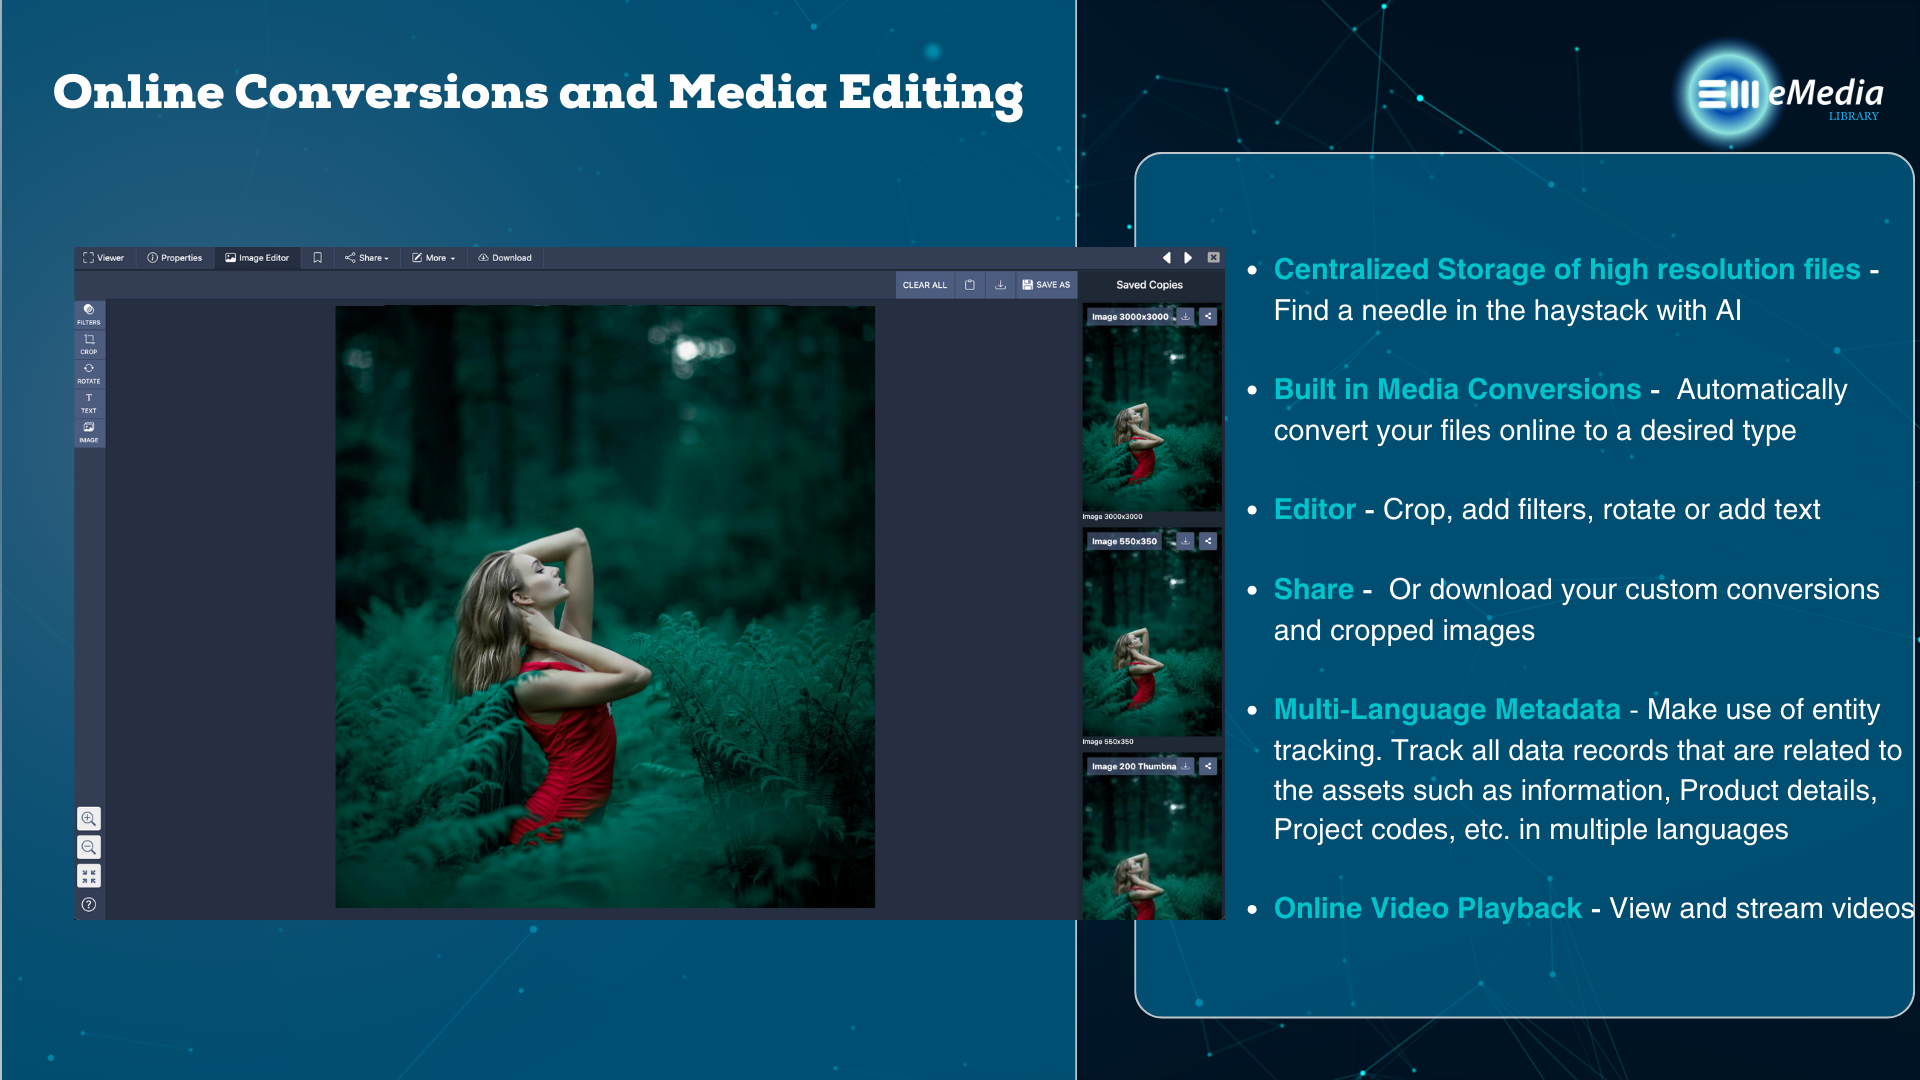 Online Conversions and Media Editing
eMedia
LIBRARY
Viewer
Properties
Image Editor
Share
More
Download
CLEAR ALL
SAVE AS
Saved Copies
FILTERS
CROP
ROTATE
TEXT
IMAGE
Image 3000x3000
Image 3000x3000
Image 550x350
Image 550x350
Image 200 Thumbna
• Centralized Storage of high resolution files -
Find a needle in the haystack with AI
• Built in Media Conversions - Automatically
convert your files online to a desired type
• Editor - Crop, add filters, rotate or add text
• Share - Or download your custom conversions
and cropped images
• Multi-Language Metadata - Make use of entity
tracking. Track all data records that are related to
the assets such as information, Product details,
Project codes, etc. in multiple languages
• Online Video Playback - View and stream videos